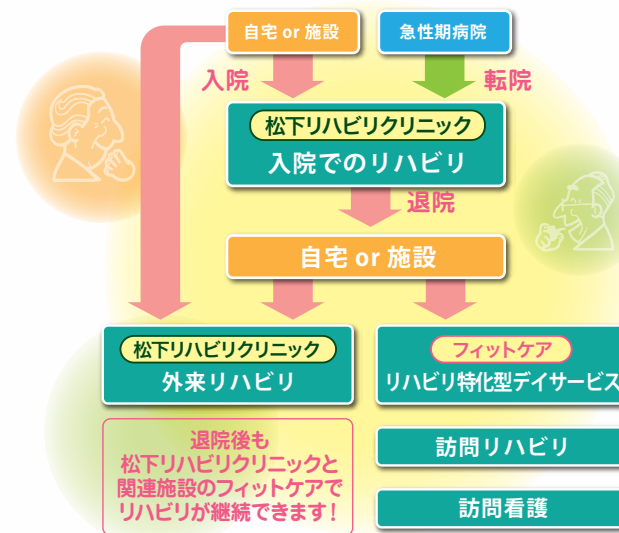 自宅 or 施設
急性期病院
入院
転院
松下リハビリクリニック
入院でのリハビリ
退院
自宅 or 施設
松下リハビリクリニック
外来リハビリ
フィットケア
リハビリ特化型デイサービス
訪問リハビリ
訪問看護
退院後も
松下リハビリクリニックと
関連施設のフィットケアで
リハビリが継続できます！